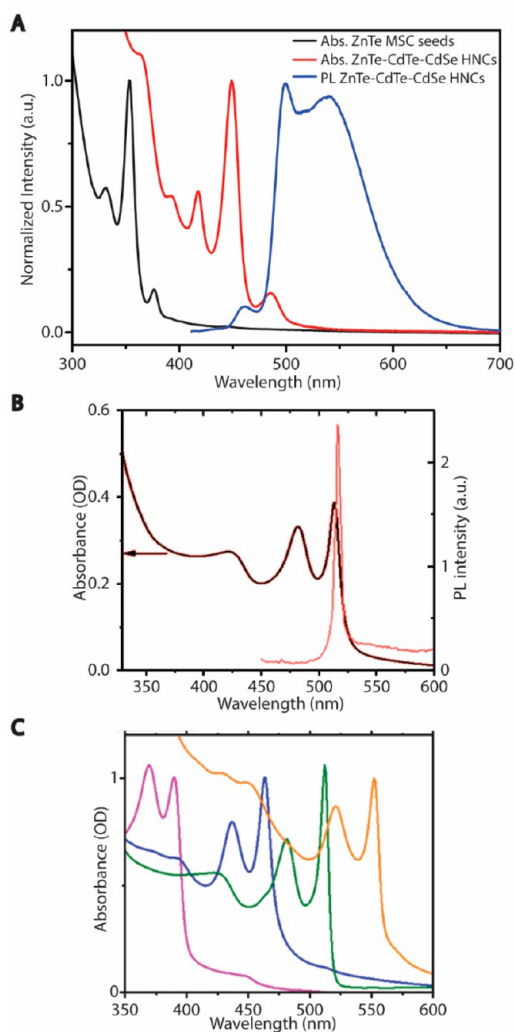 A
Abs. ZnTe MSC seeds
Abs. ZnTe-CdTe-CdSe HNCs
PL ZnTe-CdTe-CdSe HNCs
Normalized Intensity (a.u.)
1.0
0.5
0.0
300 400 500 600 700
Wavelength (nm)
B
Absorbance (OD)
0.6
0.4
0.2
0.0
PL intensity (a.u.)
2
1
0
350 400 450 500 550 600
Wavelength (nm)
C
Absorbance (OD)
1
0
350 400 450 500 550 600
Wavelength (nm)